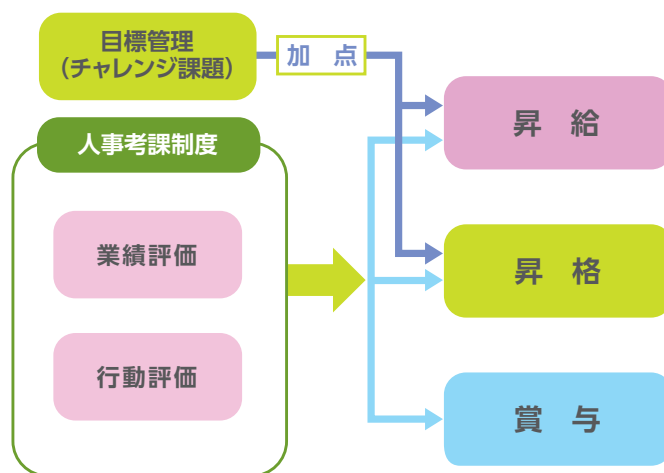 目標管理
（チャレンジ課題）
加　点
人事考課制度
業績評価
行動評価
昇　給
昇　格
賞　与